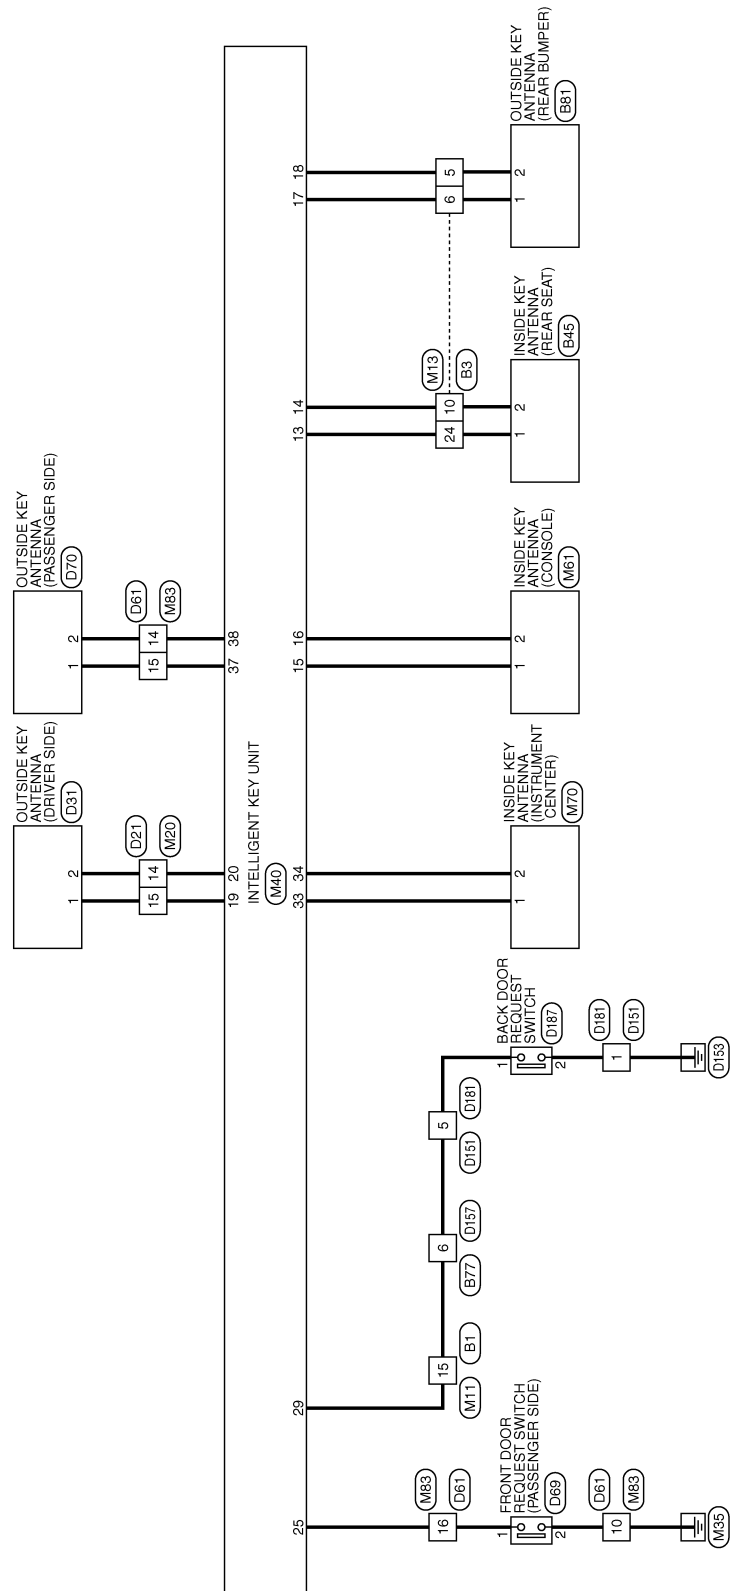 OUTSIDE KEY
ANTENNA
(DRIVER SIDE)
D31
1
2
D21
15
14
M20
19
20
OUTSIDE KEY
ANTENNA
(PASSENGER SIDE)
D70
1
2
D61
15
14
M83
37
38
INTELLIGENT KEY UNIT
M40
25
29
33
34
15
16
13
14
17
18
M83
16
D61
FRONT DOOR
REQUEST SWITCH
(PASSENGER SIDE)
D69
1
2
D61
10
M83
M35
15
M11
B1
6
B77
D157
5
D151
D181
BACK DOOR
REQUEST
SWITCH
D187
1
2
D181
1
D151
D153
INSIDE KEY
ANTENNA
(INSTRUMENT
CENTER)
M70
1
2
INSIDE KEY
ANTENNA
(CONSOLE)
M61
1
2
M13
24
10
B3
INSIDE KEY
ANTENNA
(REAR SEAT)
B45
1
2
6
5
OUTSIDE KEY
ANTENNA
(REAR BUMPER)
B81
1
2